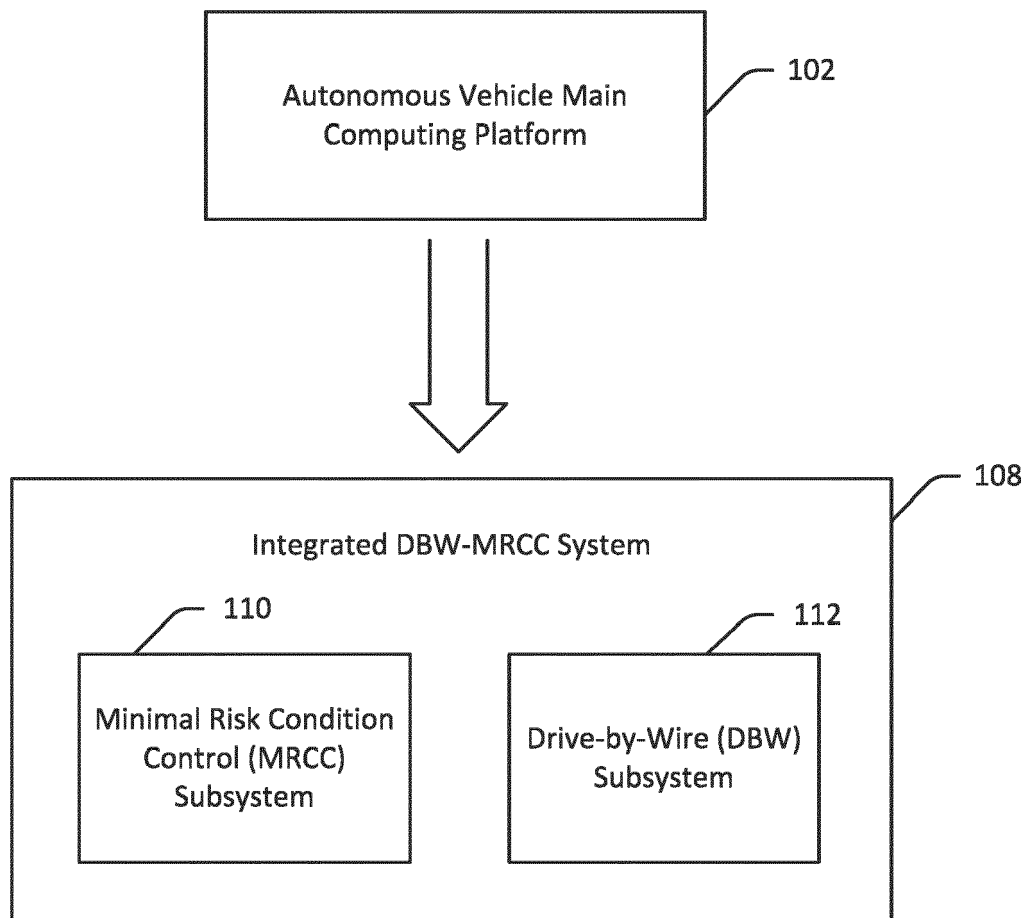 Autonomous Vehicle Main
Computing Platform
102
108
Integrated DBW-MRCC System
110
112
Minimal Risk Condition
Control (MRCC)
Subsystem
Drive-by-Wire (DBW)
Subsystem